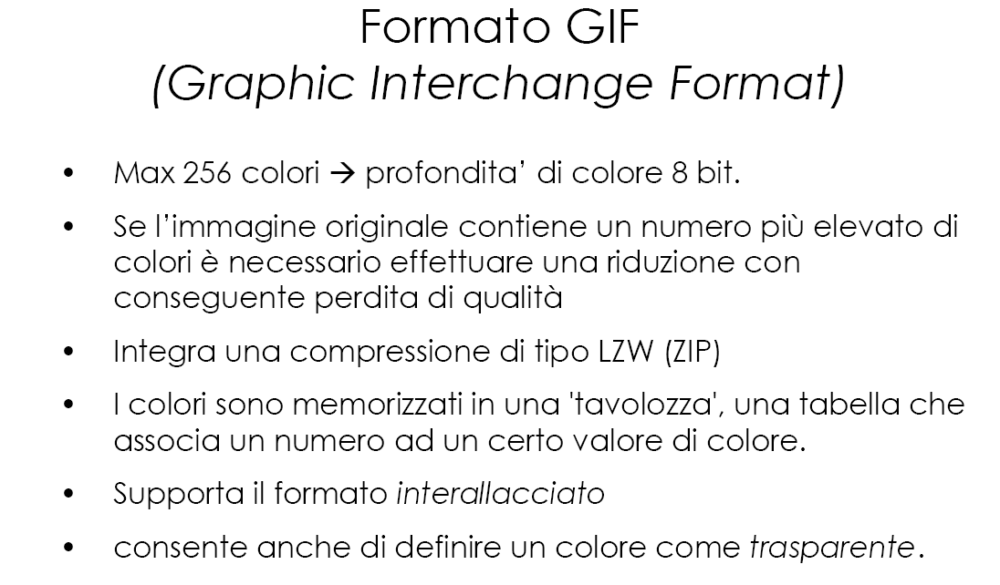 Formato GIF
(Graphic Interchange Format)
• Max 256 colori → profondita’ di colore 8 bit.
• Se l’immagine originale contiene un numero più elevato di
colori è necessario effettuare una riduzione con
conseguente perdita di qualità
• Integra una compressione di tipo LZW (ZIP)
• I colori sono memorizzati in una 'tavolozza', una tabella che
associa un numero ad un certo valore di colore.
• Supporta il formato interallacciato
• consente anche di definire un colore come trasparente.